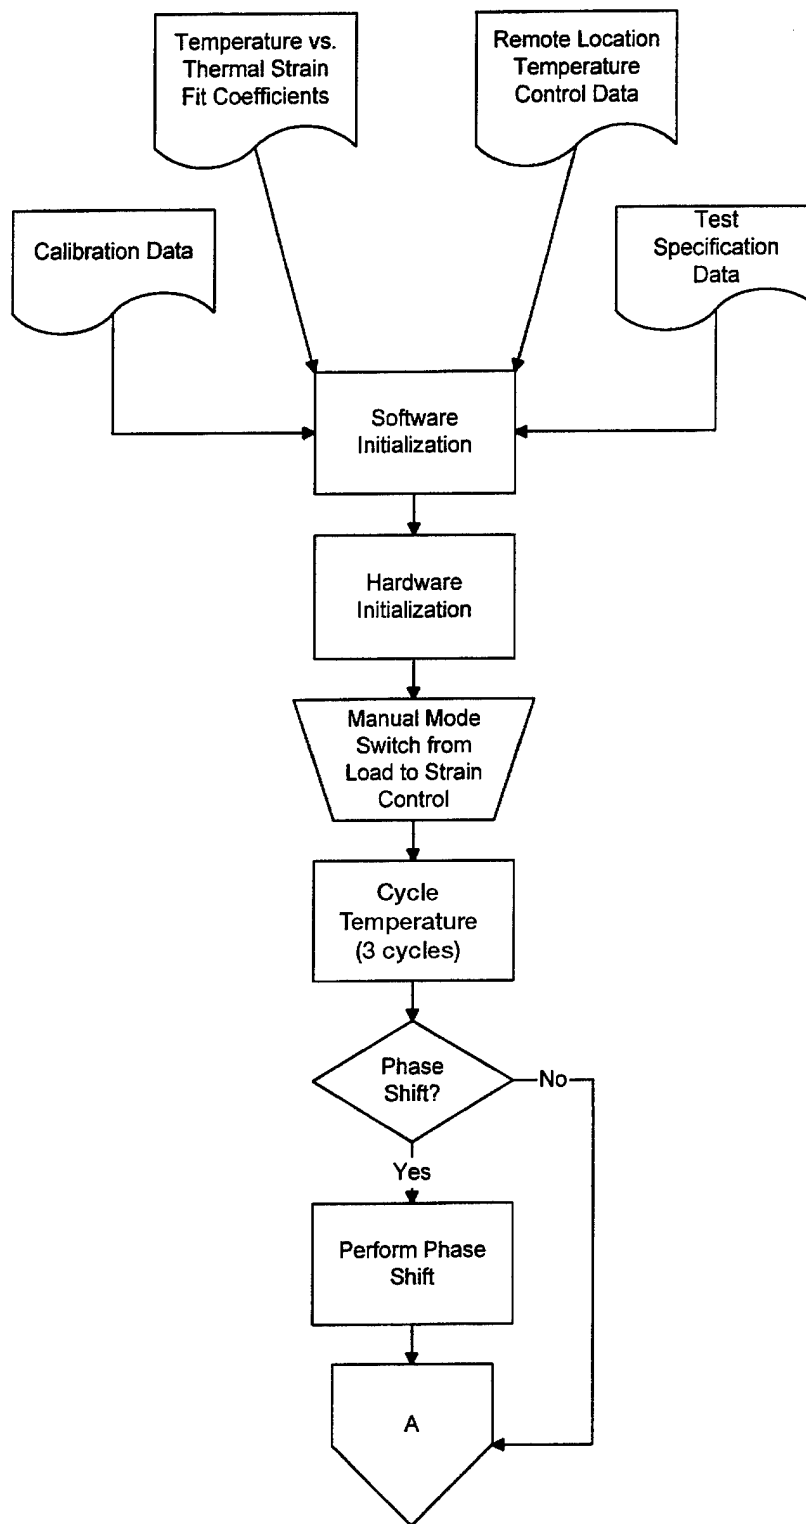 Temperature vs.
Thermal Strain
Fit Coefficients
Remote Location
Temperature
Control Data
Calibration Data
Test
Specification
Data
Software
Initialization
Hardware
Initialization
Manual Mode
Switch from
Load to Strain
Control
Cycle
Temperature
(3 cycles)
Phase
Shift?
No
Yes
Perform Phase
Shift
A